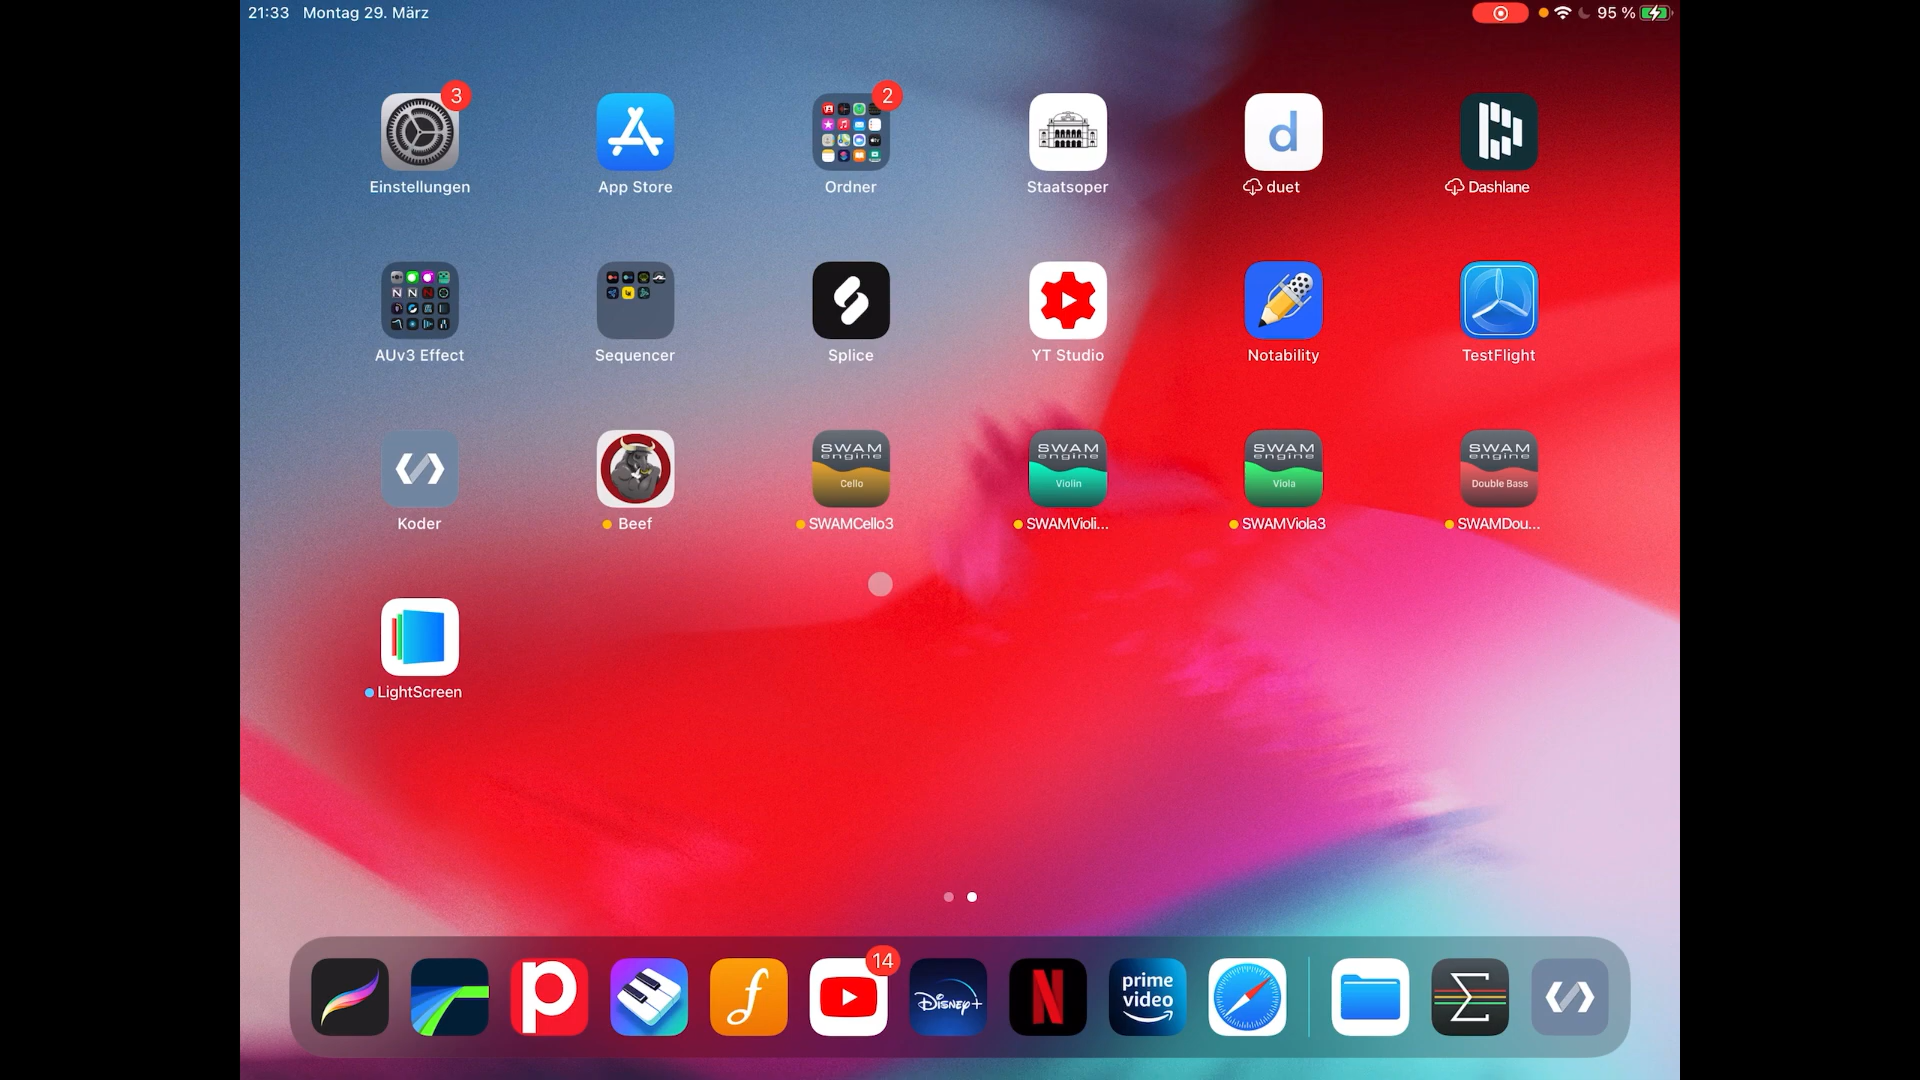 21:33 Montag 29. März
95 %
3
2
Einstellungen
App Store
Ordner
Staatsoper
d
duet
Dashlane
AUv3 Effect
Sequencer
Splice
YT Studio
Notability
TestFlight
SWAM engine Cello
SWAM engine Violin
SWAM engine Viola
SWAM engine Double Bass
Koder
Beef
SWAMCello3
SWAMVioli...
SWAMViola3
SWAMDou...
LightScreen
p
f
14
Disney+
N
prime video
Σ